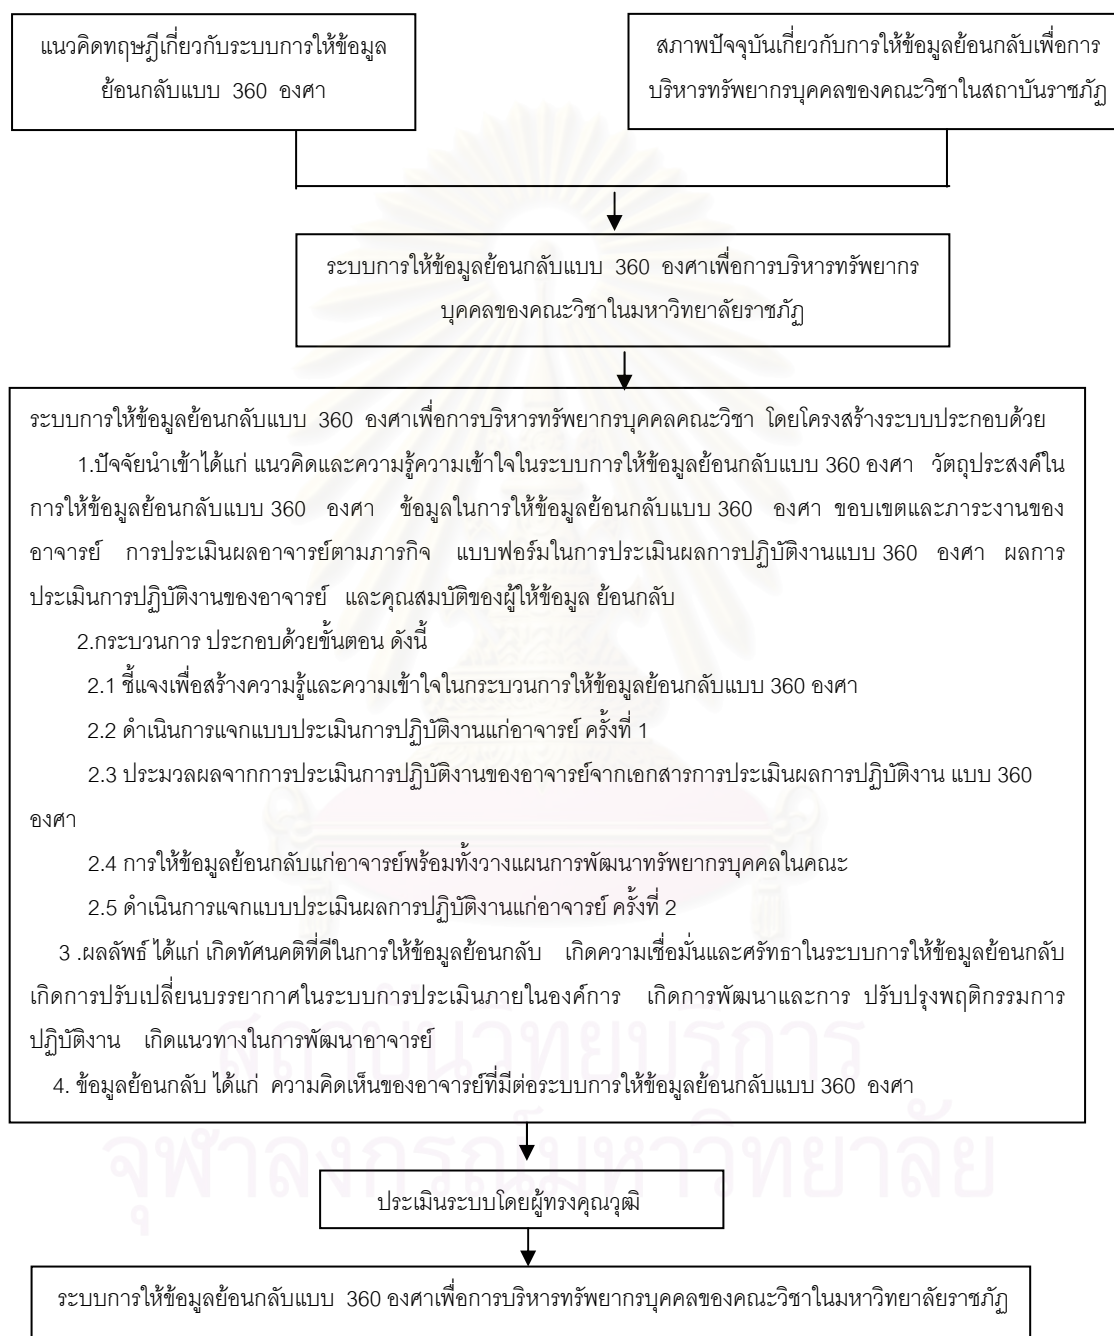 แนวคิดทฤษฎีเกี่ยวกับระบบการให้ข้อมูล
ย้อนกลับแบบ 360 องศา
สภาพปัจจุบันเกี่ยวกับการให้ข้อมูลย้อนกลับเพื่อการ
บริหารทรัพยากรบุคคลของคณะวิชาในสถาบันราชภัฏ
ระบบการให้ข้อมูลย้อนกลับแบบ 360 องศาเพื่อการบริหารทรัพยากร
บุคคลของคณะวิชาในมหาวิทยาลัยราชภัฏ
ระบบการให้ข้อมูลย้อนกลับแบบ 360 องศาเพื่อการบริหารทรัพยากรบุคคลคณะวิชา โดยโครงสร้างระบบประกอบด้วย
1.ปัจจัยนำเข้าได้แก่ แนวคิดและความรู้ความเข้าใจในระบบการให้ข้อมูลย้อนกลับแบบ 360 องศา วัตถุประสงค์ใน
การให้ข้อมูลย้อนกลับแบบ 360 องศา ข้อมูลในการให้ข้อมูลย้อนกลับแบบ 360 องศา ขอบเขตและภาระงานของ
อาจารย์ การประเมินผลอาจารย์ตามภารกิจ แบบฟอร์มในการประเมินผลการปฏิบัติงานแบบ 360 องศา ผลการ
ประเมินการปฏิบัติงานของอาจารย์ และคุณสมบัติของผู้ให้ข้อมูล ย้อนกลับ
2.กระบวนการ ประกอบด้วยขั้นตอน ดังนี้
2.1 ชี้แจงเพื่อสร้างความรู้และความเข้าใจในกระบวนการให้ข้อมูลย้อนกลับแบบ 360 องศา
2.2 ดำเนินการแจกแบบประเมินการปฏิบัติงานแก่อาจารย์ ครั้งที่ 1
2.3 ประมวลผลจากการประเมินการปฏิบัติงานของอาจารย์จากเอกสารการประเมินผลการปฏิบัติงาน แบบ 360
องศา
2.4 การให้ข้อมูลย้อนกลับแก่อาจารย์พร้อมทั้งวางแผนการพัฒนาทรัพยากรบุคคลในคณะ
2.5 ดำเนินการแจกแบบประเมินผลการปฏิบัติงานแก่อาจารย์ ครั้งที่ 2
3 .ผลลัพธ์ ได้แก่ เกิดทัศนคติที่ดีในการให้ข้อมูลย้อนกลับ เกิดความเชื่อมั่นและศรัทธาในระบบการให้ข้อมูลย้อนกลับ
เกิดการปรับเปลี่ยนบรรยากาศในระบบการประเมินภายในองค์การ เกิดการพัฒนาและการ ปรับปรุงพฤติกรรมการ
ปฏิบัติงาน เกิดแนวทางในการพัฒนาอาจารย์
สถาบันวิทยบริการ
4. ข้อมูลย้อนกลับ ได้แก่ ความคิดเห็นของอาจารย์ที่มีต่อระบบการให้ข้อมูลย้อนกลับแบบ 360 องศา
จุฬาลงกรณ์มหาวิทยาลัย
ประเมินระบบโดยผู้ทรงคุณวุฒิ
ระบบการให้ข้อมูลย้อนกลับแบบ 360 องศาเพื่อการบริหารทรัพยากรบุคคลของคณะวิชาในมหาวิทยาลัยราชภัฏ